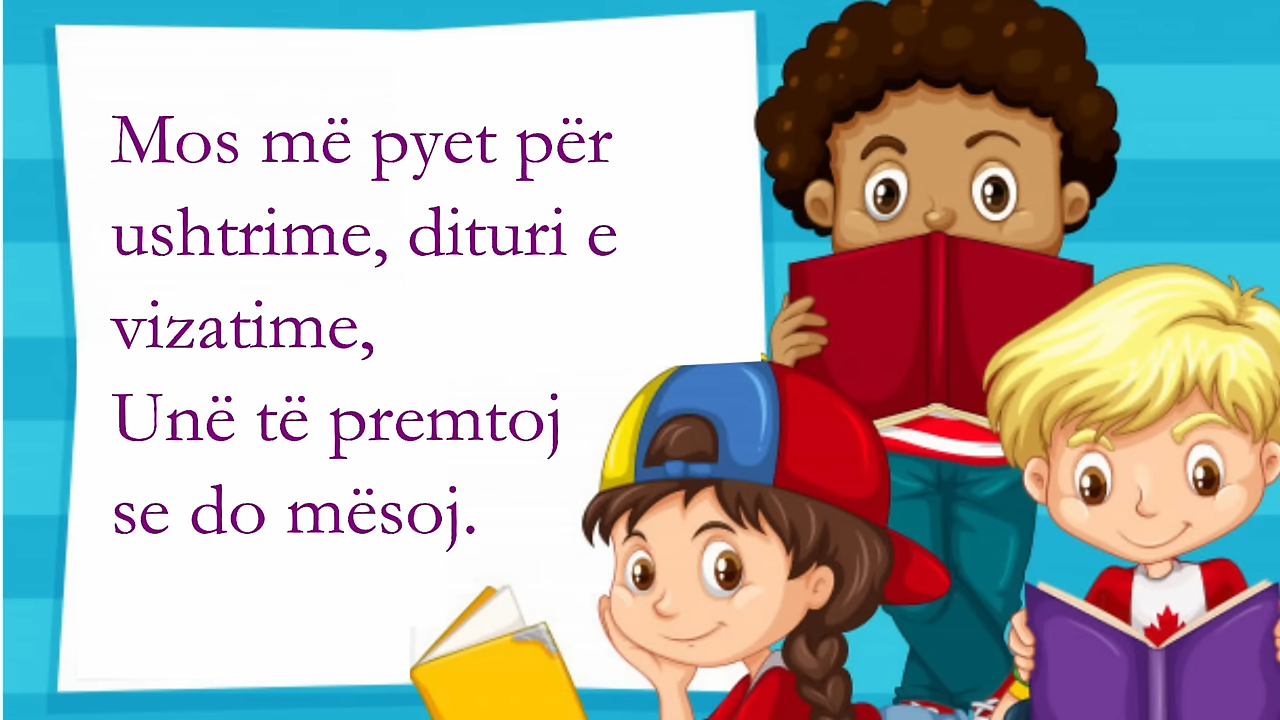 Mos më pyet për
ushtrime, dituri e
vizatime,
Unë të premtoj
se do mësoj.